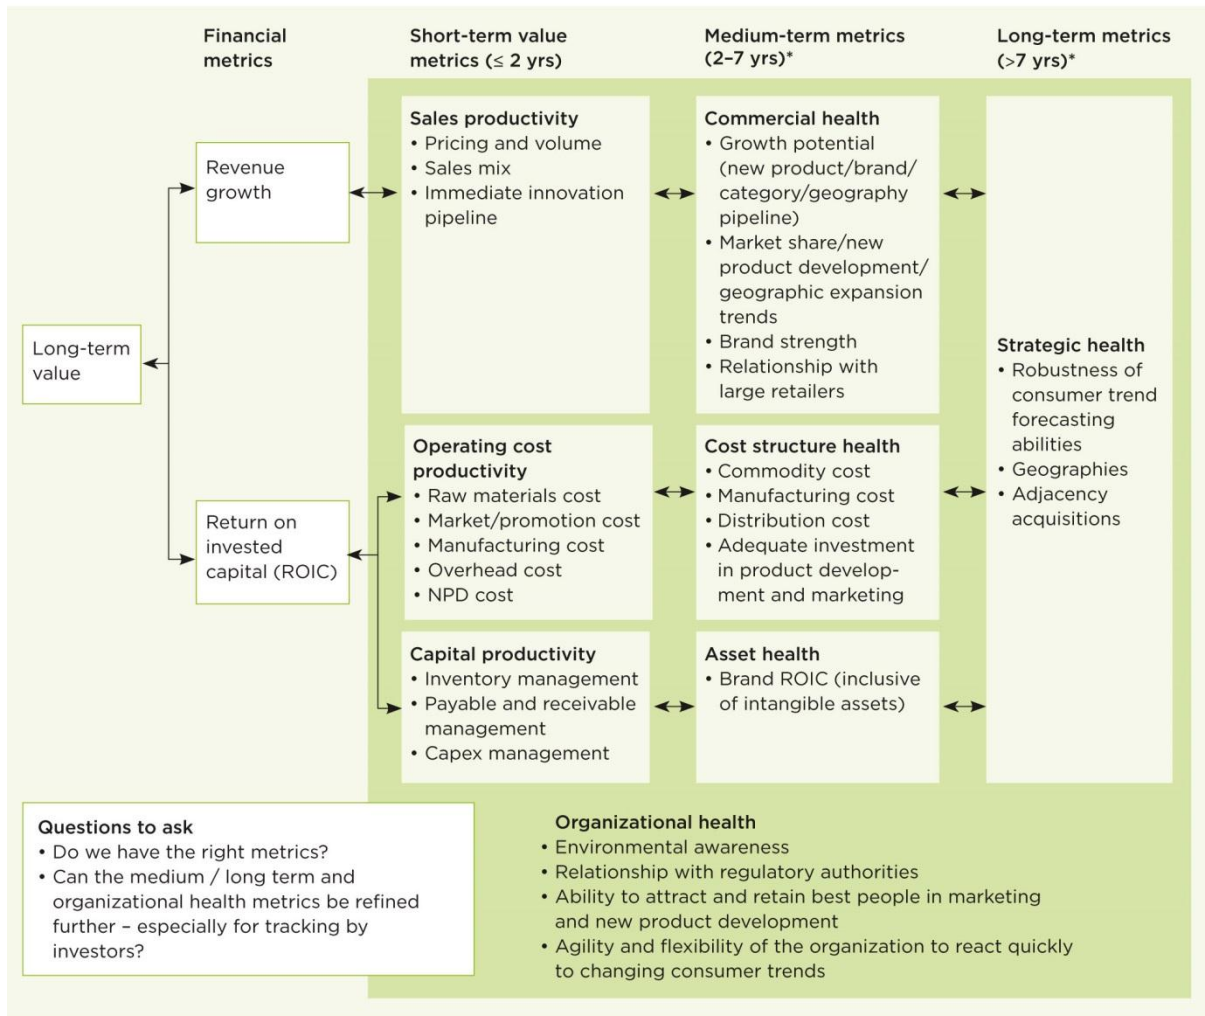 Financial
metrics
Short-term value
metrics (≤ 2 yrs)
Medium-term metrics
(2–7 yrs)*
Long-term metrics
(>7 yrs)*
Long-term
value
Revenue
growth
Return on
invested
capital (ROIC)
Sales productivity
• Pricing and volume
• Sales mix
• Immediate innovation
pipeline
Commercial health
• Growth potential
(new product/brand/
category/geography
pipeline)
• Market share/new
product development/
geographic expansion
trends
• Brand strength
• Relationship with
large retailers
Operating cost
productivity
• Raw materials cost
• Market/promotion cost
• Manufacturing cost
• Overhead cost
• NPD cost
Cost structure health
• Commodity cost
• Manufacturing cost
• Distribution cost
• Adequate investment
in product develop-
ment and marketing
Capital productivity
• Inventory management
• Payable and receivable
management
• Capex management
Asset health
• Brand ROIC (inclusive
of intangible assets)
Strategic health
• Robustness of
consumer trend
forecasting
abilities
• Geographies
• Adjacency
acquisitions
Questions to ask
• Do we have the right metrics?
• Can the medium / long term and
organizational health metrics be refined
further – especially for tracking by
investors?
Organizational health
• Environmental awareness
• Relationship with regulatory authorities
• Ability to attract and retain best people in marketing
and new product development
• Agility and flexibility of the organization to react quickly
to changing consumer trends